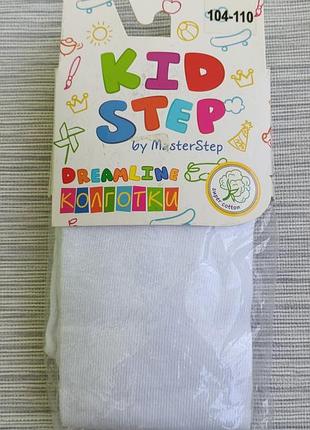 104-110
KID
STEP
by MasterStep
DREAMLINE
КОЛГОТКИ
super cotton